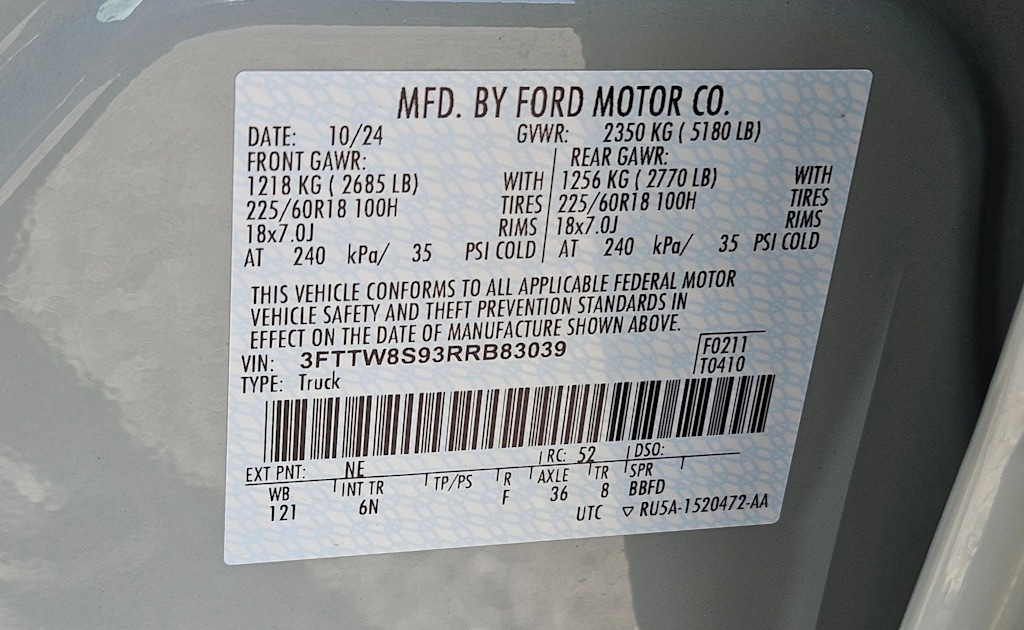 MFD. BY FORD MOTOR CO.
DATE: 10/24 GVWR: 2350 KG ( 5180 LB)
FRONT GAWR: REAR GAWR:
1218 KG ( 2685 LB) WITH 1256 KG ( 2770 LB) WITH
225/60R18 100H TIRES 225/60R18 100H TIRES
18x7.0J RIMS 18x7.0J RIMS
AT 240 kPa/ 35 PSI COLD AT 240 kPa/ 35 PSI COLD
THIS VEHICLE CONFORMS TO ALL APPLICABLE FEDERAL MOTOR
VEHICLE SAFETY AND THEFT PREVENTION STANDARDS IN
EFFECT ON THE DATE OF MANUFACTURE SHOWN ABOVE.
VIN: 3FTTW8S93RRB83039 F0211
TYPE: Truck T0410
EXT PNT: NE RC: 52 DSO:
WB INT TR TP/PS R AXLE TR SPR
121 6N F 36 8 BBFD
UTC ▽ RU5A-1520472-AA